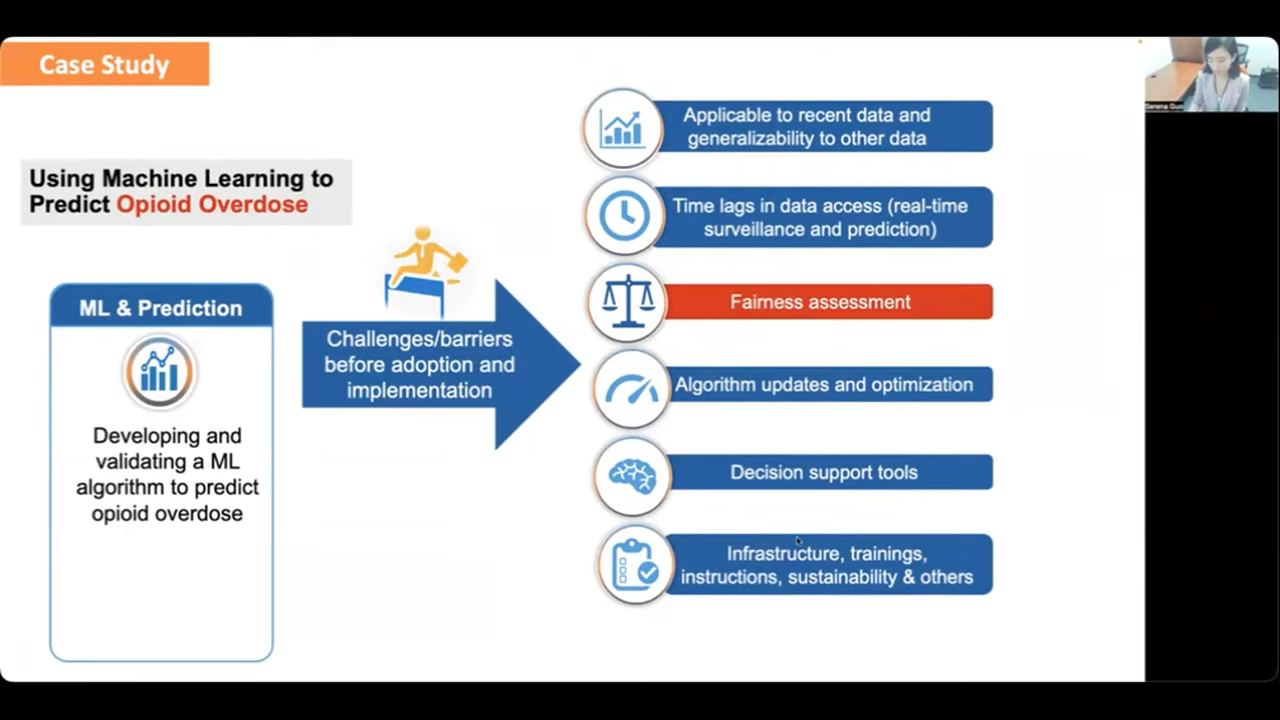 Case Study
Using Machine Learning to
Predict Opioid Overdose
ML & Prediction
Developing and
validating a ML
algorithm to predict
opioid overdose
Challenges/barriers
before adoption and
implementation
Applicable to recent data and
generalizability to other data
Time lags in data access (real-time
surveillance and prediction)
Fairness assessment
Algorithm updates and optimization
Decision support tools
Infrastructure, trainings,
instructions, sustainability & others
Serena Guo